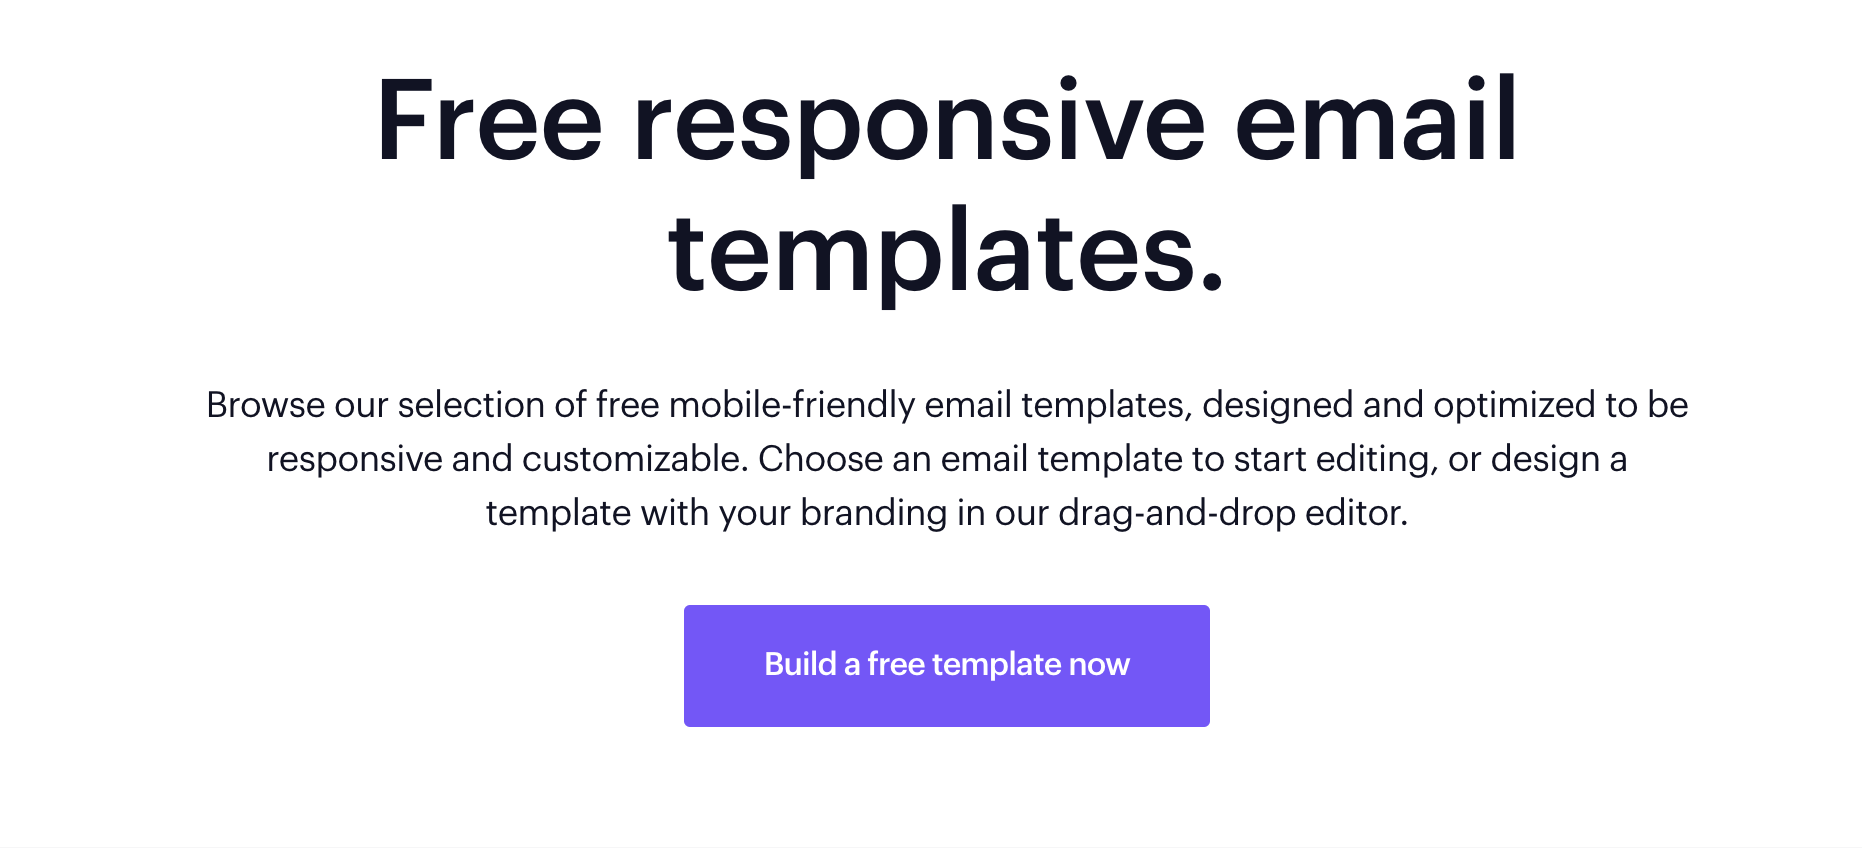 Free responsive email
templates.
Browse our selection of free mobile-friendly email templates, designed and optimized to be
responsive and customizable. Choose an email template to start editing, or design a
template with your branding in our drag-and-drop editor.
Build a free template now